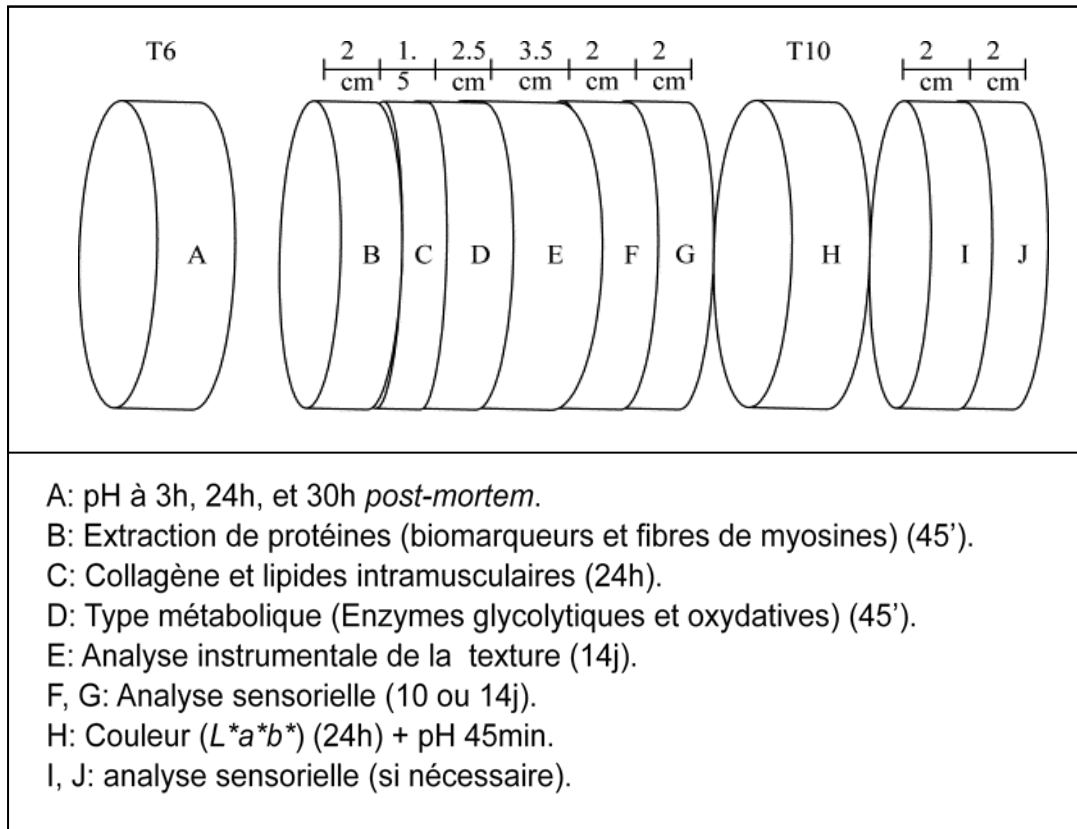 T6 2 1. 2.5 3.5 2 2 T10 2 2
cm 5 cm cm cm cm cm cm
A B C D E F G H I J
A: pH à 3h, 24h, et 30h post-mortem.
B: Extraction de protéines (biomarqueurs et fibres de myosines) (45’).
C: Collagène et lipides intramusculaires (24h).
D: Type métabolique (Enzymes glycolytiques et oxydatives) (45’).
E: Analyse instrumentale de la texture (14j).
F, G: Analyse sensorielle (10 ou 14j).
H: Couleur (L*a*b*) (24h) + pH 45min.
I, J: analyse sensorielle (si nécessaire).